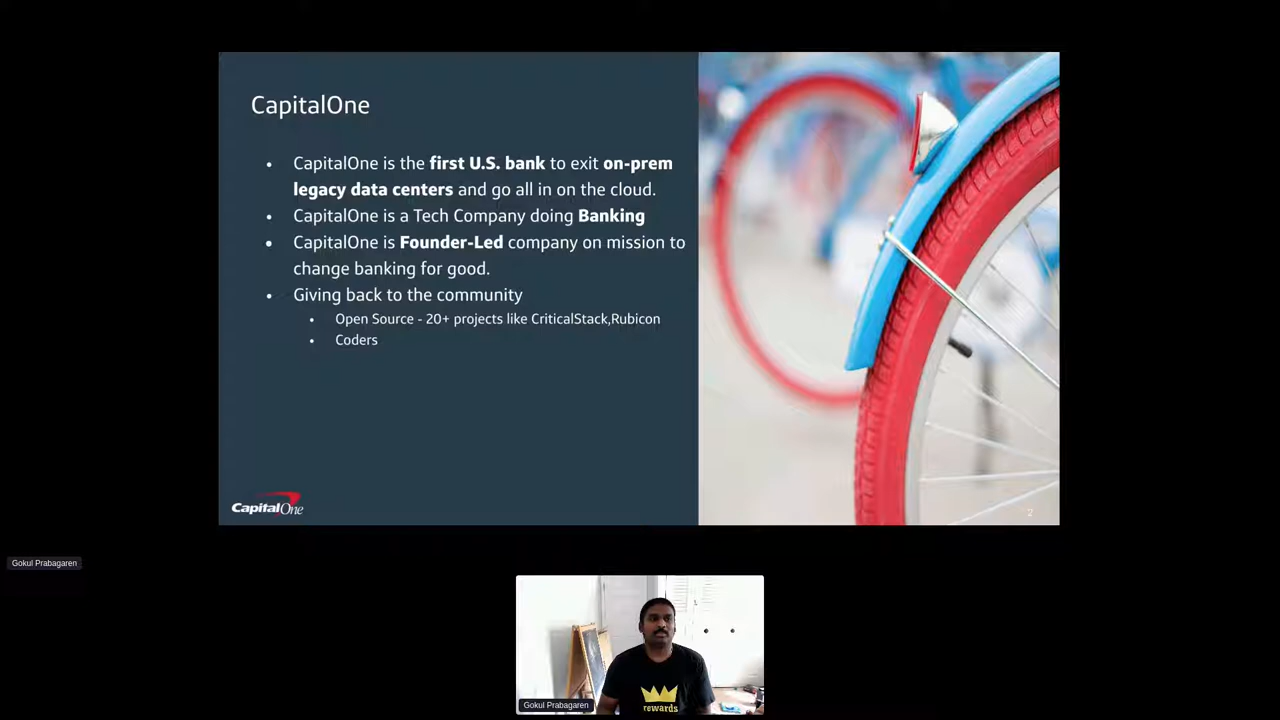 CapitalOne
• CapitalOne is the first U.S. bank to exit on-prem
legacy data centers and go all in on the cloud.
• CapitalOne is a Tech Company doing Banking
• CapitalOne is Founder-Led company on mission to
change banking for good.
• Giving back to the community
• Open Source - 20+ projects like CriticalStack,Rubicon
• Coders
Capital One
2
Gokul Prabagaren
rewards
Gokul Prabagaren